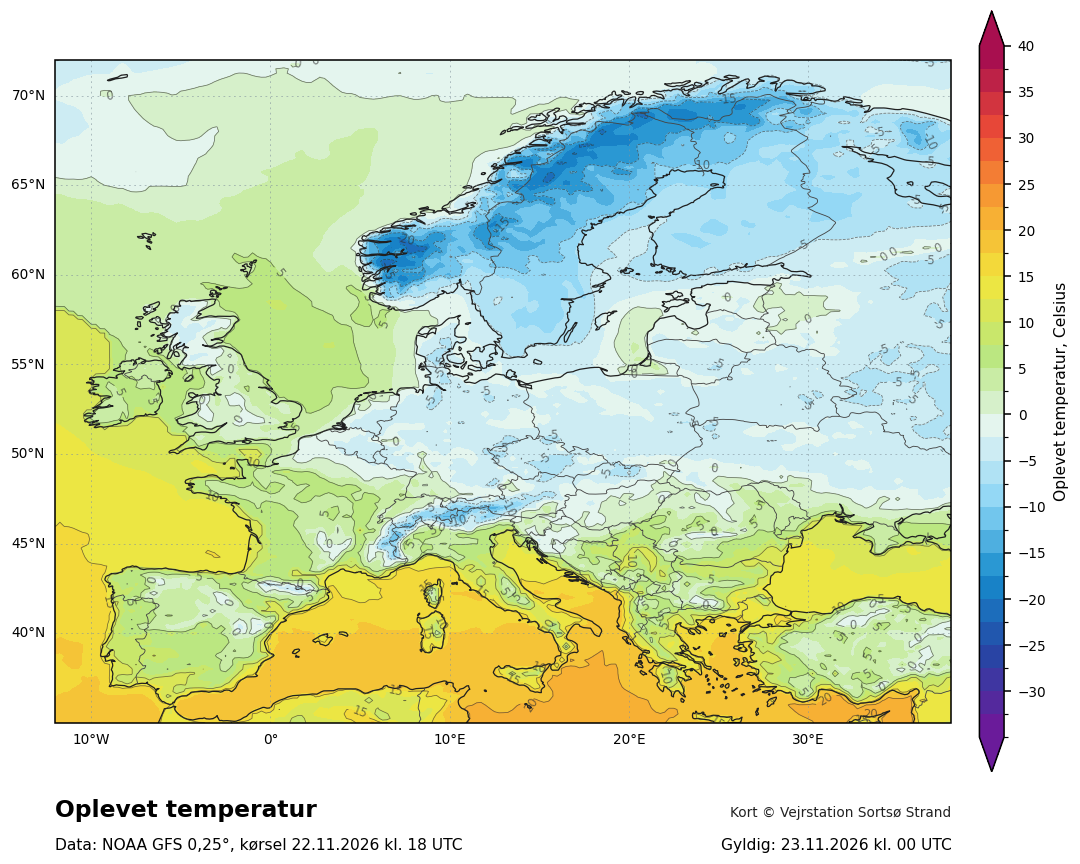 40
35
30
25
20
15
10
5
0
−5
−10
−15
−20
−25
−30
Oplevet temperatur, Celsius
70°N
65°N
60°N
55°N
50°N
45°N
40°N
10°W
0°
10°E
20°E
30°E
Oplevet temperatur
Kort © Vejrstation Sortsø Strand
Data: NOAA GFS 0,25°, kørsel 22.11.2026 kl. 18 UTC
Gyldig: 23.11.2026 kl. 00 UTC